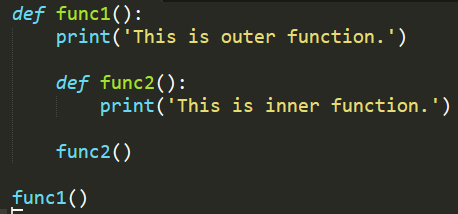 def func1():
    print('This is outer function.')
    def func2():
        print('This is inner function.')
    func2()
func1()